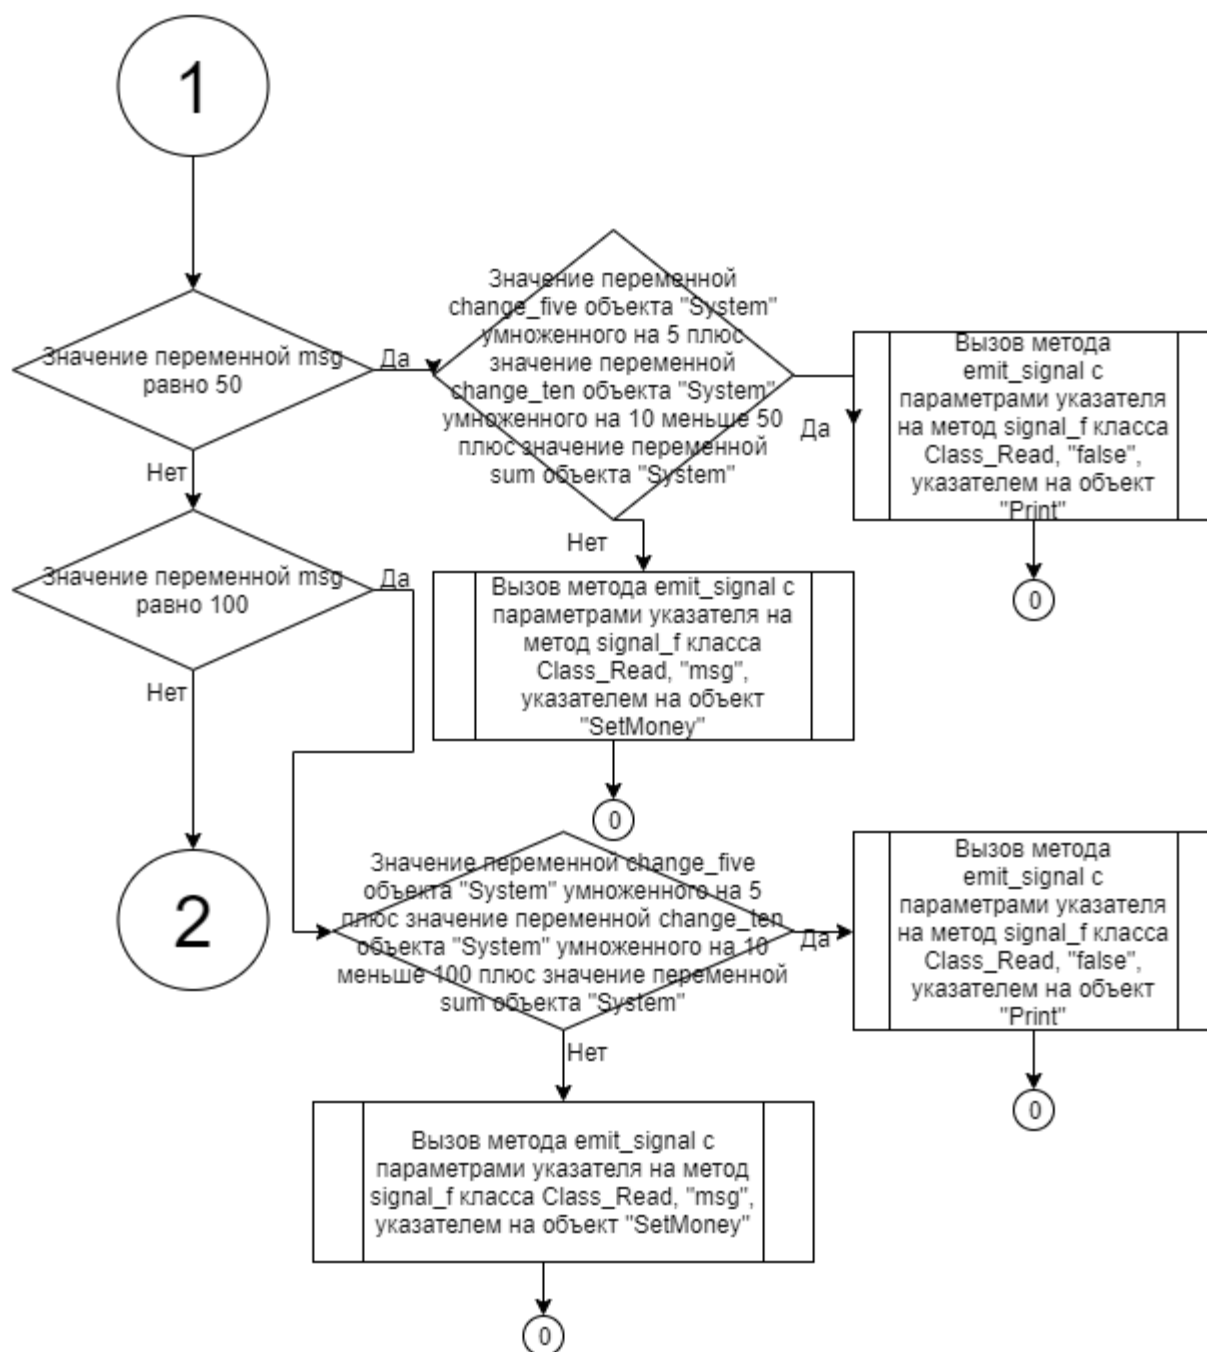 1
Значение переменной msg
равно 50
Да
Значение переменной
change_five объекта "System"
умноженного на 5 плюс
значение переменной
change_ten объекта "System"
умноженного на 10 меньше 50
плюс значение переменной
sum объекта "System"
Да
Вызов метода
emit_signal с
параметрами указателя
на метод signal_f класса
Class_Read, "false",
указателем на объект
"Print"
0
Нет
Нет
Значение переменной msg
равно 100
Да
Вызов метода emit_signal с
параметрами указателя на
метод signal_f класса
Class_Read, "msg",
указателем на объект
"SetMoney"
0
Нет
2
Значение переменной change_five
объекта "System" умноженного на 5
плюс значение переменной change_ten
объекта "System" умноженного на 10
меньше 100 плюс значение переменной
sum объекта "System"
Да
Вызов метода
emit_signal с
параметрами указателя
на метод signal_f класса
Class_Read, "false",
указателем на объект
"Print"
0
Нет
Вызов метода emit_signal с
параметрами указателя на метод
signal_f класса Class_Read, "msg",
указателем на объект "SetMoney"
0